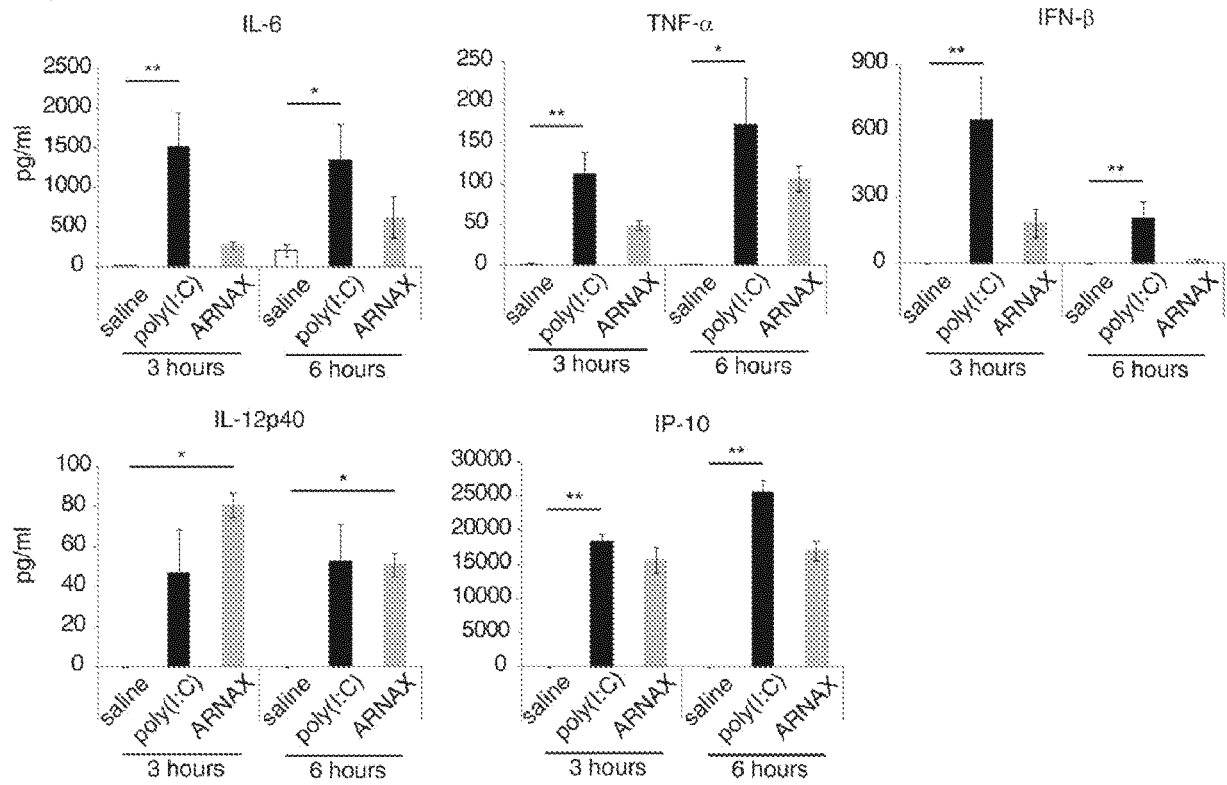 IL-6
pg/ml
2500
2000
1500
1000
500
0
**
*
saline
poly(I:C)
ARNAX
saline
poly(I:C)
ARNAX
3 hours
6 hours
TNF-α
250
200
150
100
50
0
**
*
saline
poly(I:C)
ARNAX
saline
poly(I:C)
ARNAX
3 hours
6 hours
IFN-β
900
600
300
0
**
**
saline
poly(I:C)
ARNAX
saline
poly(I:C)
ARNAX
3 hours
6 hours
IL-12p40
pg/ml
100
80
60
40
20
0
*
*
saline
poly(I:C)
ARNAX
saline
poly(I:C)
ARNAX
3 hours
6 hours
IP-10
30000
25000
20000
15000
10000
5000
0
**
**
saline
poly(I:C)
ARNAX
saline
poly(I:C)
ARNAX
3 hours
6 hours